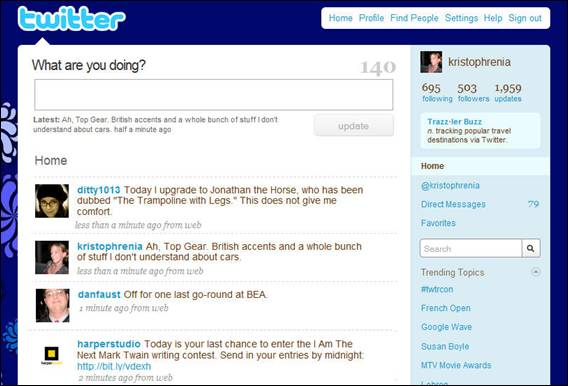 twitter
Home Profile Find People Settings Help Sign out
What are you doing?
140
Latest: Ah, Top Gear. British accents and a whole bunch of stuff I don't
understand about cars. half a minute ago
update
Home
ditty1013 Today I upgrade to Jonathan the Horse, who has been
dubbed "The Trampoline with Legs." This does not give me
comfort.
less than a minute ago from web
kristophrenia Ah, Top Gear. British accents and a whole bunch
of stuff I don't understand about cars.
less than a minute ago from web
danfaust Off for one last go-round at BEA.
1 minute ago from web
harperstudio Today is your last chance to enter the I Am The
Next Mark Twain writing contest. Send in your entries by midnight:
http://bit.ly/vdexh
2 minutes ago from web
kristophrenia
695 503 1,959
following followers updates
Trazz·ler Buzz
n. tracking popular travel
destinations via Twitter.
Home
@kristophrenia
Direct Messages 79
Favorites
Search
Trending Topics
#twtrcon
French Open
Google Wave
Susan Boyle
MTV Movie Awards
Lebron